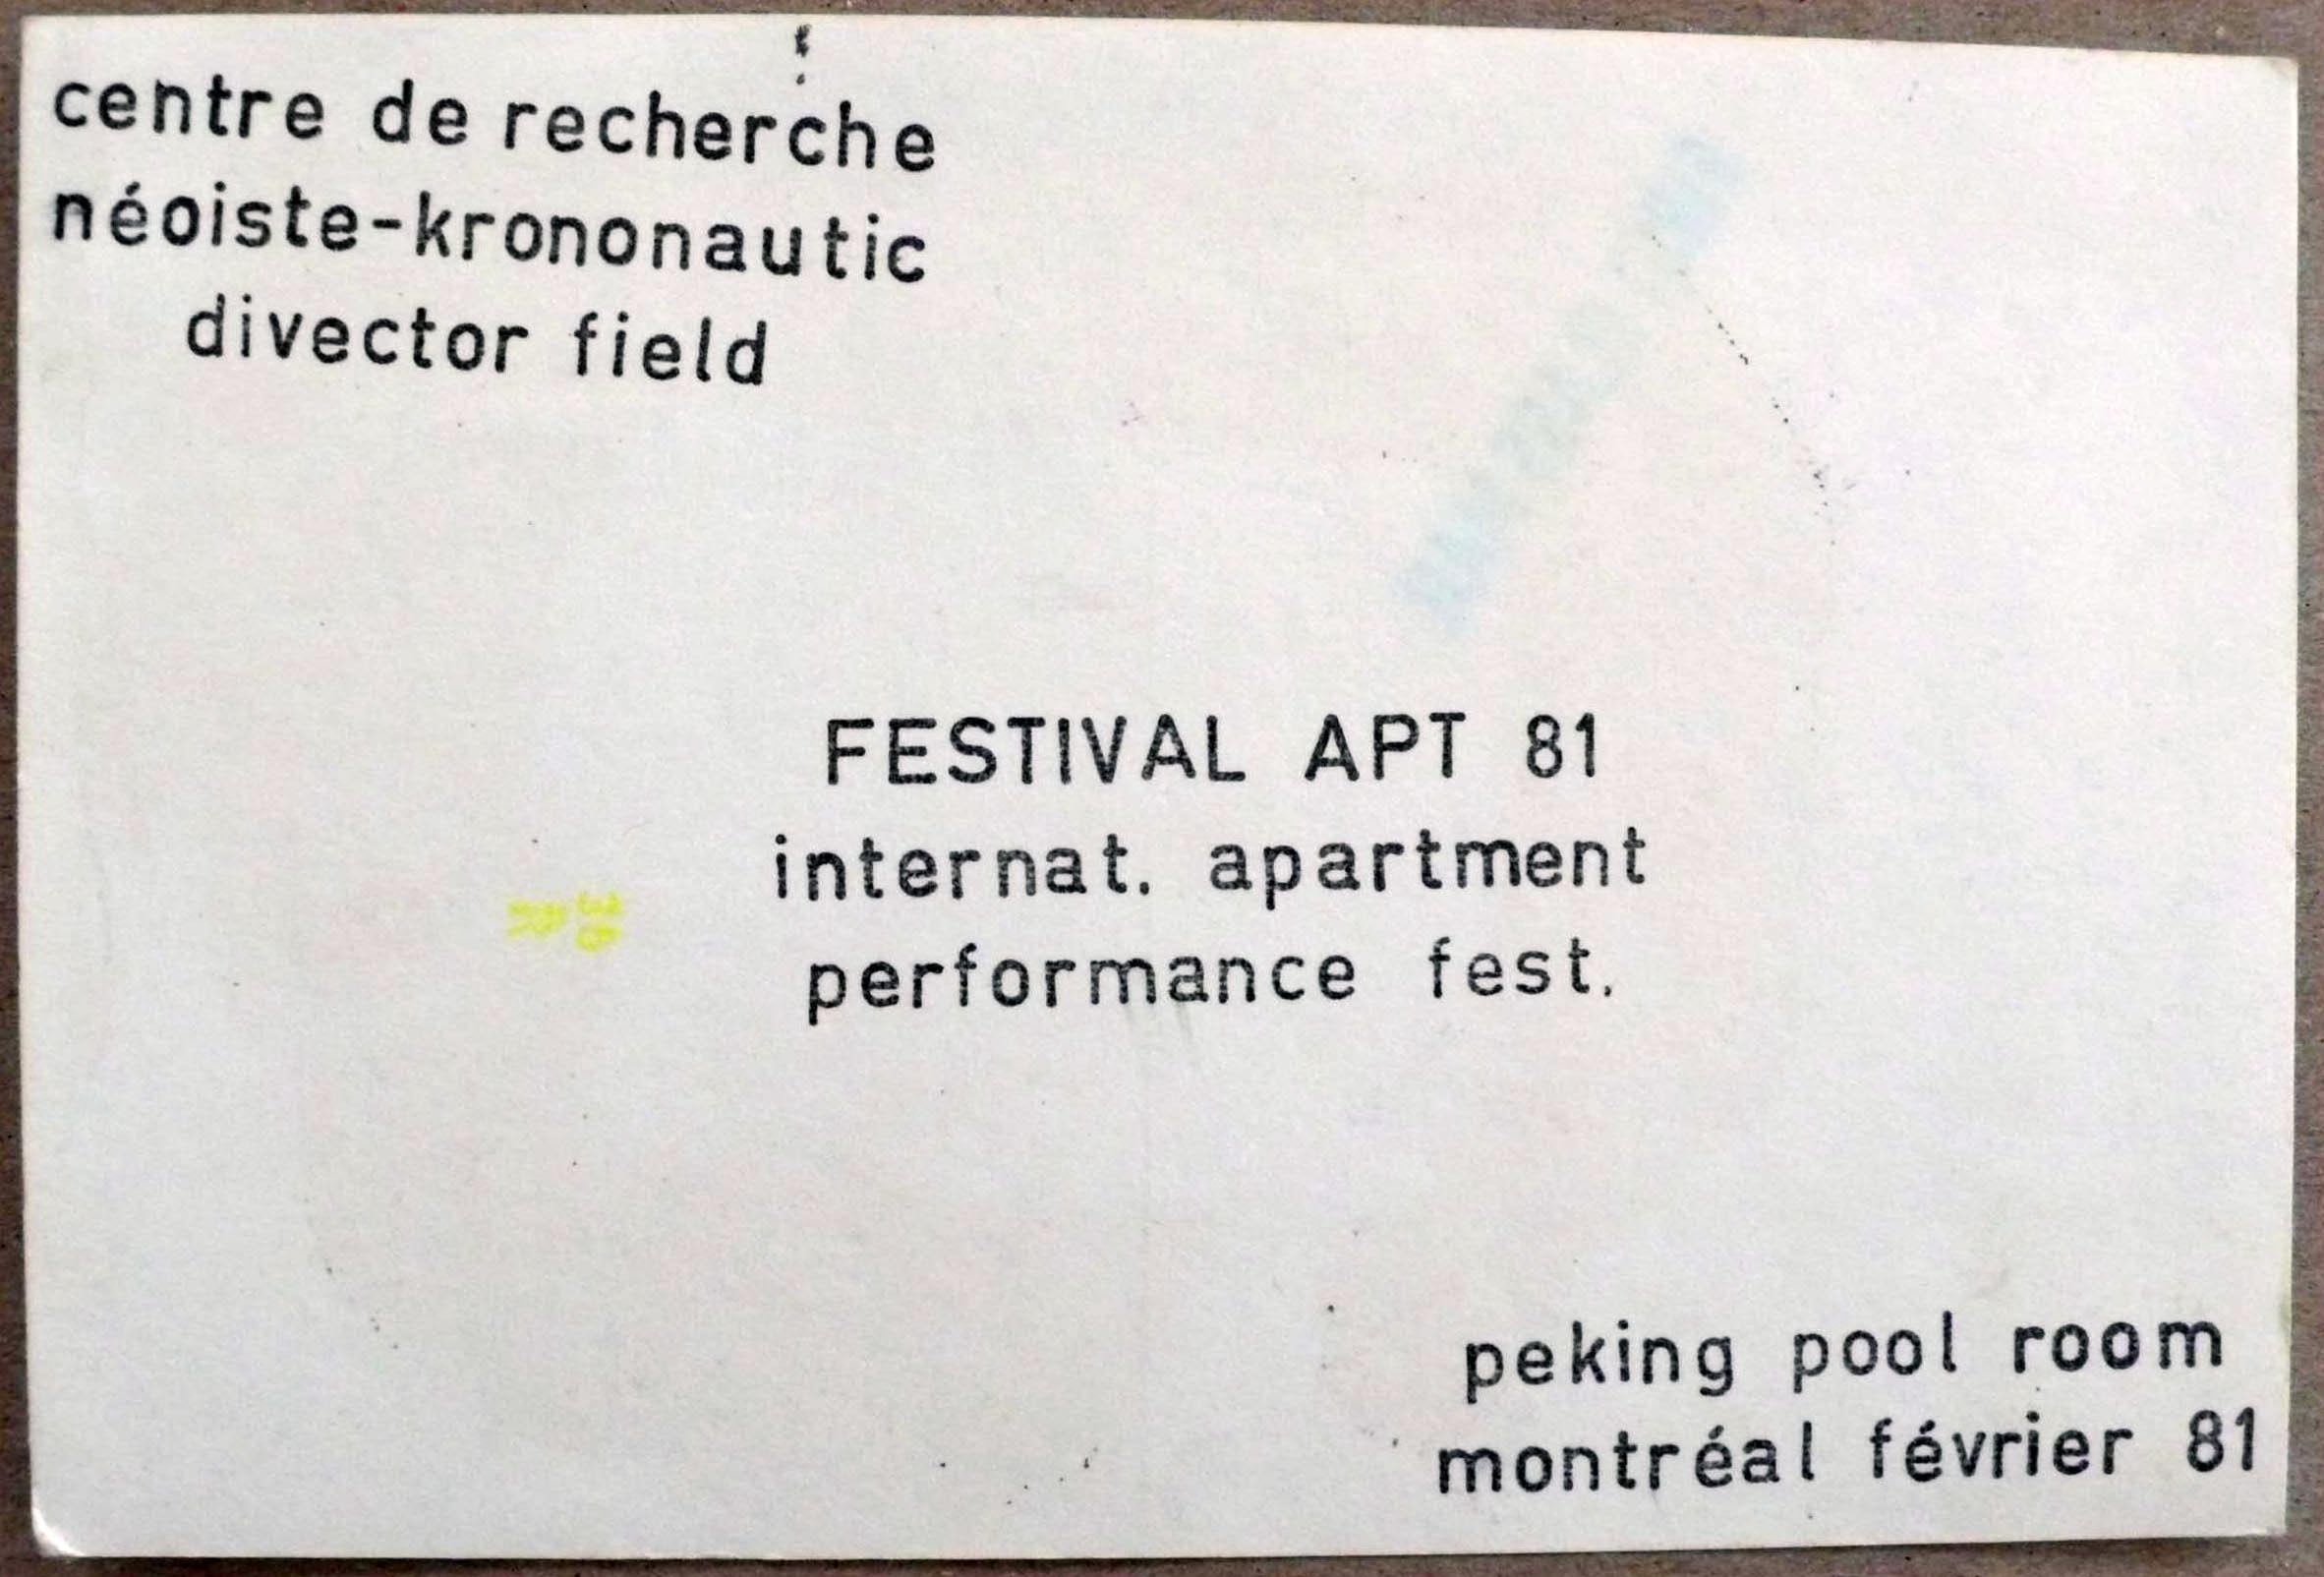 centre de recherche
néoiste-krononautic
divector field
FESTIVAL APT 81
internat. apartment
performance fest.
peking pool room
montréal février 81